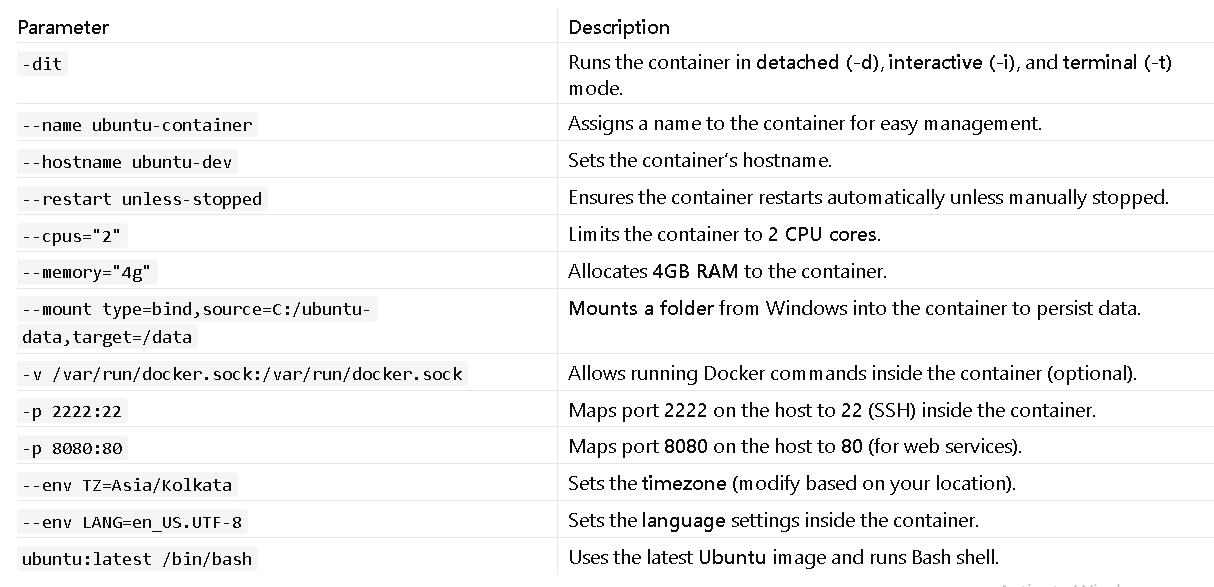 Parameter Description
-dit Runs the container in detached (-d), interactive (-i), and terminal (-t)
mode.
--name ubuntu-container Assigns a name to the container for easy management.
--hostname ubuntu-dev Sets the container's hostname.
--restart unless-stopped Ensures the container restarts automatically unless manually stopped.
--cpus="2" Limits the container to 2 CPU cores.
--memory="4g" Allocates 4GB RAM to the container.
--mount type=bind,source=C:/ubuntu- Mounts a folder from Windows into the container to persist data.
data,target=/data
-v /var/run/docker.sock:/var/run/docker.sock Allows running Docker commands inside the container (optional).
-p 2222:22 Maps port 2222 on the host to 22 (SSH) inside the container.
-p 8080:80 Maps port 8080 on the host to 80 (for web services).
--env TZ=Asia/Kolkata Sets the timezone (modify based on your location).
--env LANG=en_US.UTF-8 Sets the language settings inside the container.
ubuntu:latest /bin/bash Uses the latest Ubuntu image and runs Bash shell.